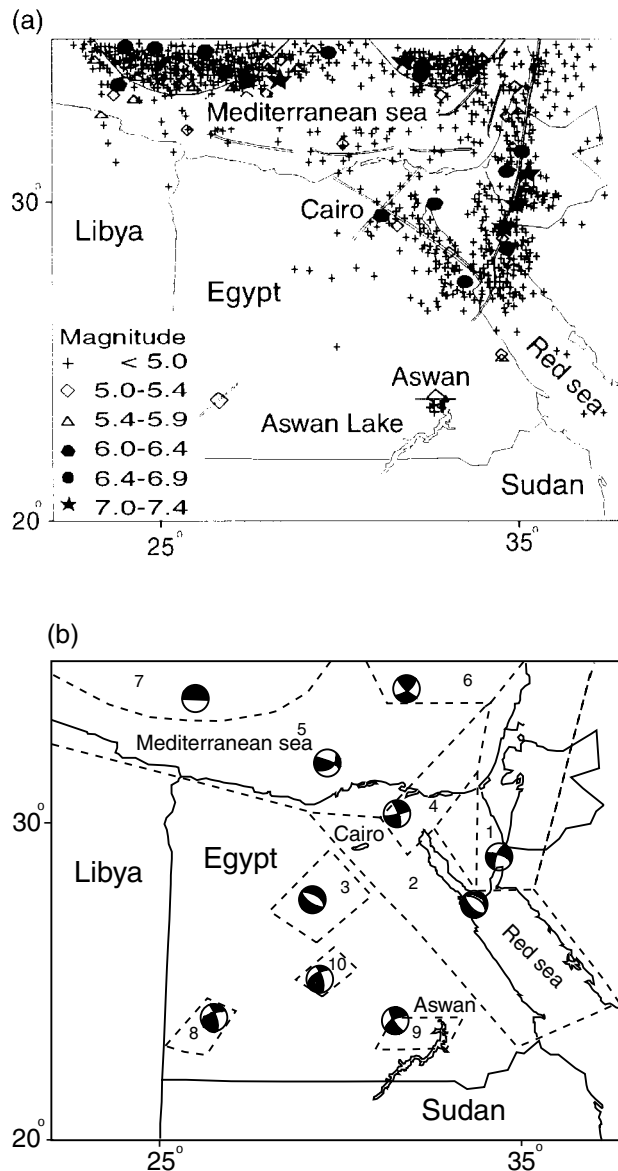 (a)
Mediterranean sea
30°
Cairo
Libya
Egypt
Magnitude
< 5.0
5.0-5.4
5.4-5.9
6.0-6.4
6.4-6.9
7.0-7.4
Red sea
Aswan
Aswan Lake
Sudan
20°
25°
35°
(b)
7
6
5
Mediterranean sea
30°
4
Cairo
1
Libya
Egypt
3
2
Red sea
10
Aswan
8
9
Sudan
20°
25°
35°